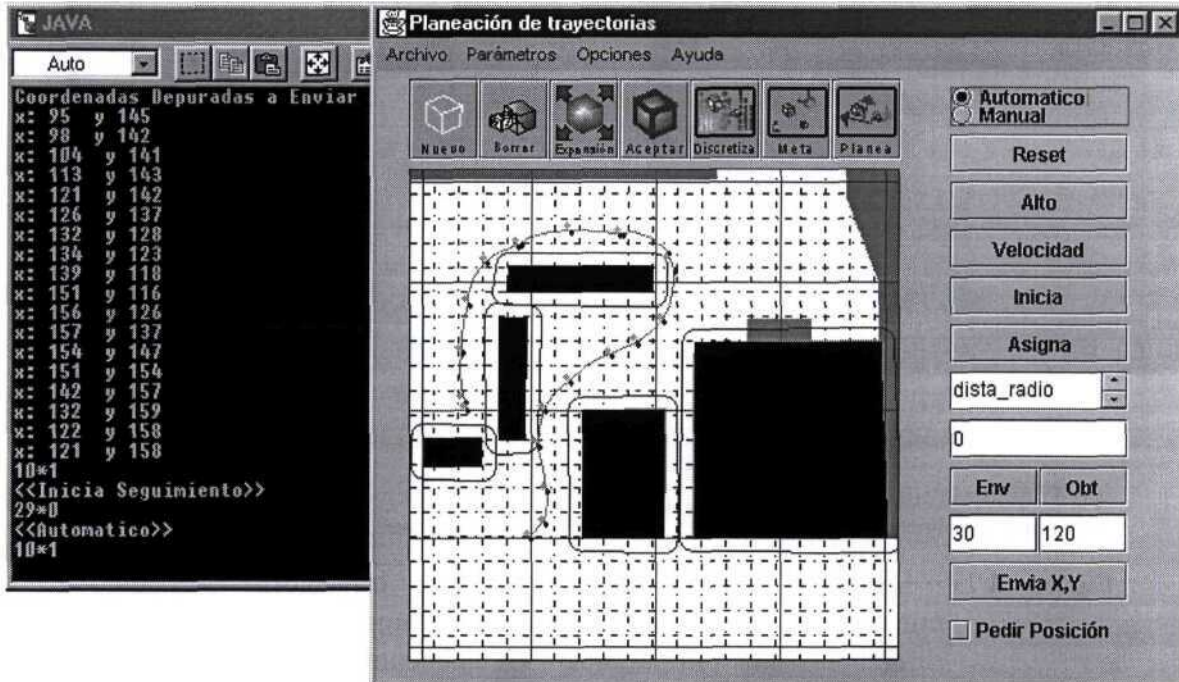 JAVA
Auto
Coordenadas Depuradas a Enviar
x: 95 y 145
x: 98 y 142
x: 104 y 141
x: 113 y 143
x: 121 y 142
x: 126 y 137
x: 132 y 128
x: 134 y 123
x: 139 y 118
x: 151 y 116
x: 156 y 126
x: 157 y 137
x: 154 y 147
x: 151 y 154
x: 142 y 157
x: 132 y 159
x: 122 y 158
x: 121 y 158
10*1
<<Inicia Seguimiento>>
29*0
<<Automatico>>
10*1
Planeación de trayectorias
Archivo Parámetros Opciones Ayuda
Nuevo Borrar Expansión Aceptar Discretiza Meta Planea
Automatico
Manual
Reset
Alto
Velocidad
Inicia
Asigna
dista_radio
0
Env Obt
30 120
Envia X,Y
Pedir Posición